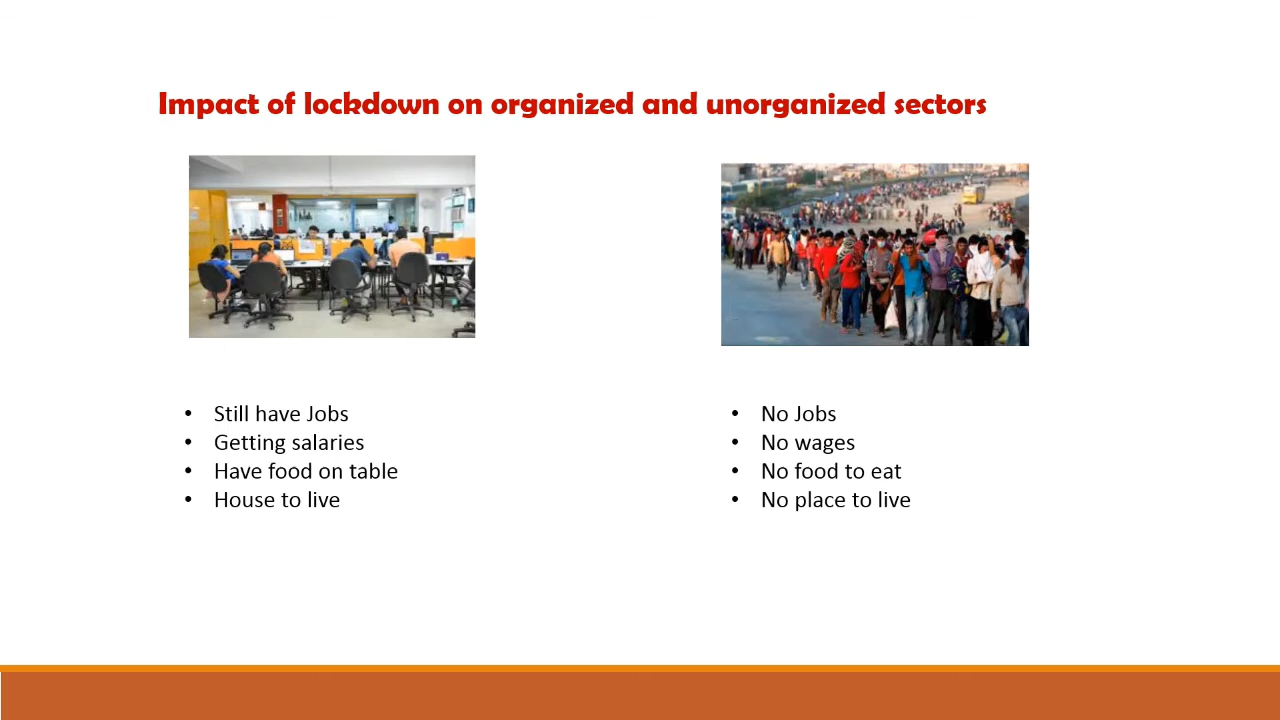 Impact of lockdown on organized and unorganized sectors
• Still have Jobs
• Getting salaries
• Have food on table
• House to live
• No Jobs
• No wages
• No food to eat
• No place to live